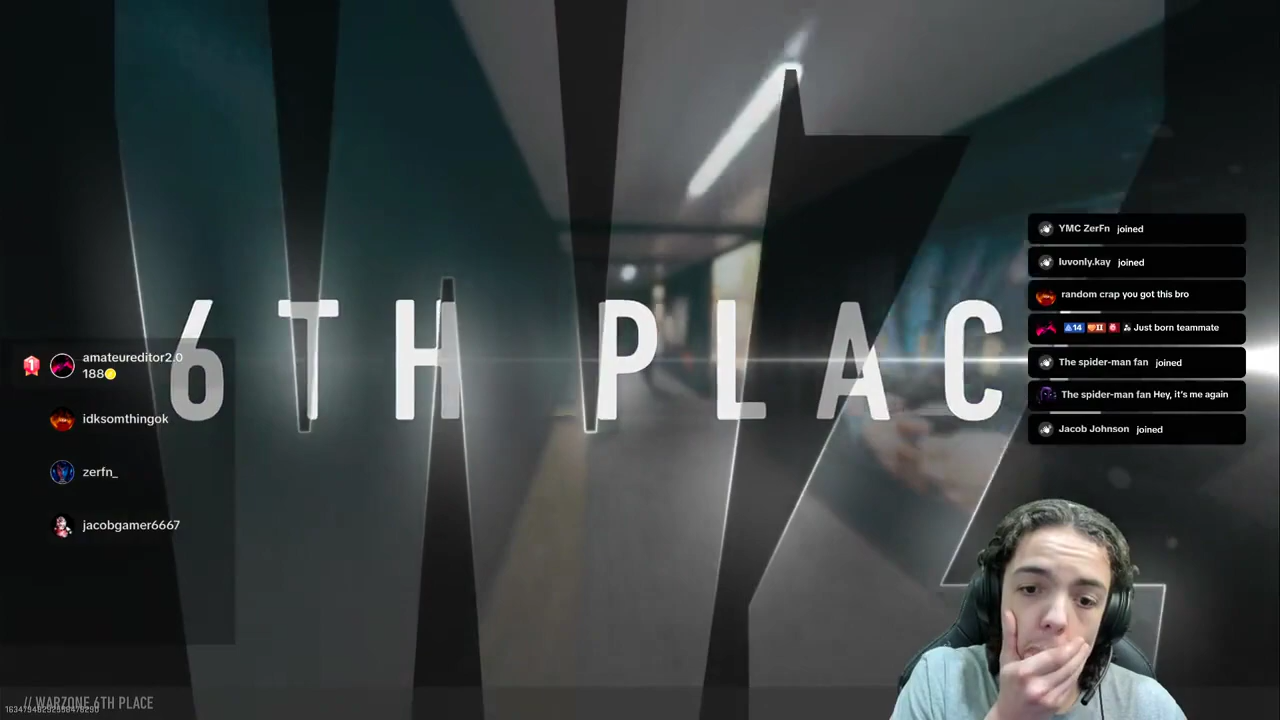 6TH PLAC
amateureditor2.0
188
idksomthingok
zerfn_
jacobgamer6667
YMC ZerFn joined
luvonly.kay joined
random crap you got this bro
14 II Just born teammate
The spider-man fan joined
The spider-man fan Hey, it's me again
Jacob Johnson joined
// WARZONE 6TH PLACE